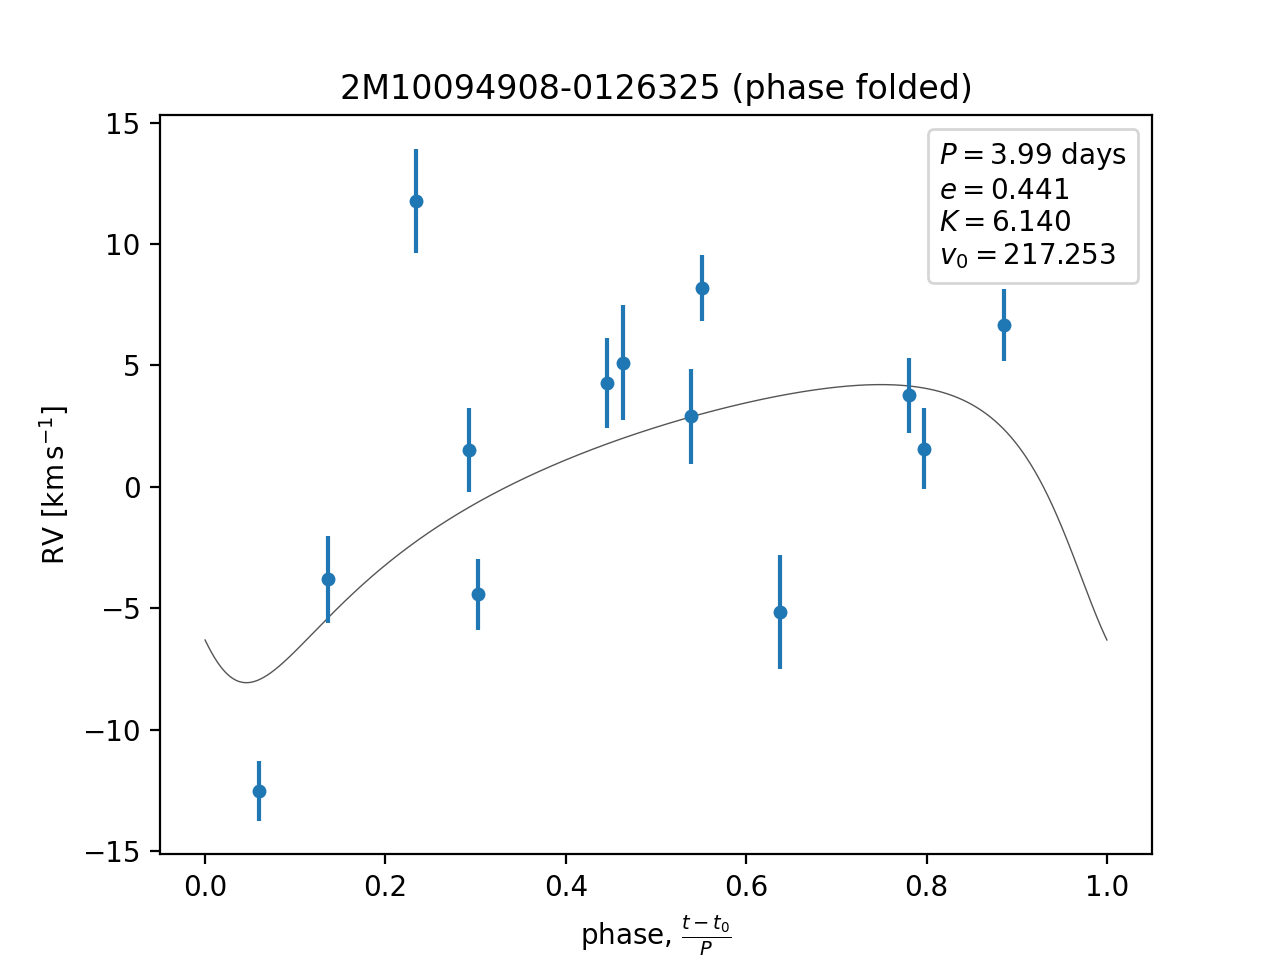 2M10094908-0126325 (phase folded)
P = 3.99 days
e = 0.441
K = 6.140
v₀ = 217.253
15
10
5
0
−5
−10
−15
RV [km s⁻¹]
0.0 0.2 0.4 0.6 0.8 1.0
phase, (t − t₀)/P